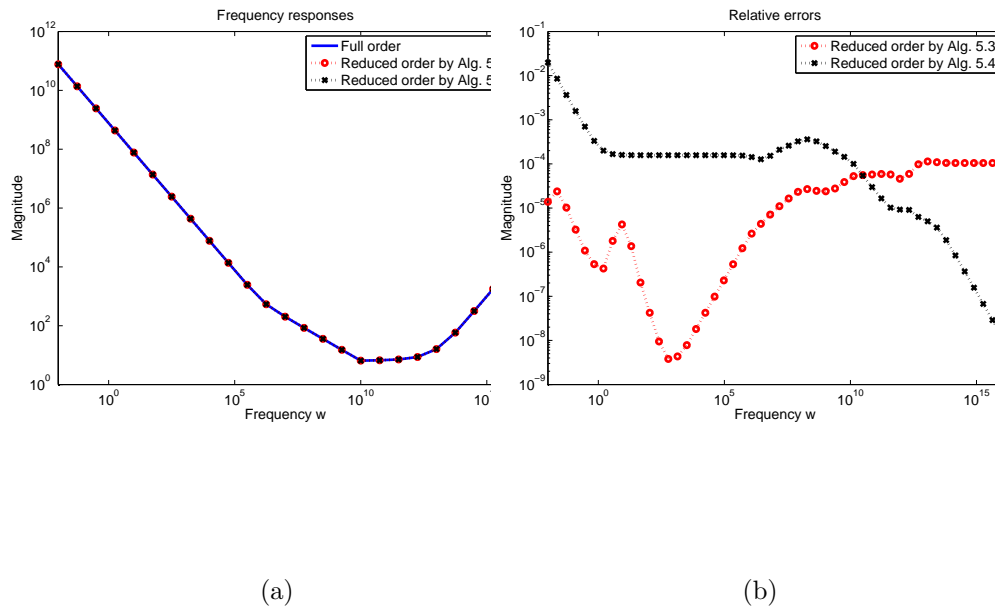 Frequency responses
10^12
10^10
10^8
10^6
10^4
10^2
10^0
Magnitude
Full order
Reduced order by Alg. 5
Reduced order by Alg. 5
10^0
10^5
10^10
Frequency w
(a)
Relative errors
10^−1
10^−2
10^−3
10^−4
10^−5
10^−6
10^−7
10^−8
10^−9
Magnitude
Reduced order by Alg. 5.3
Reduced order by Alg. 5.4
10^0
10^5
10^10
10^15
Frequency w
(b)